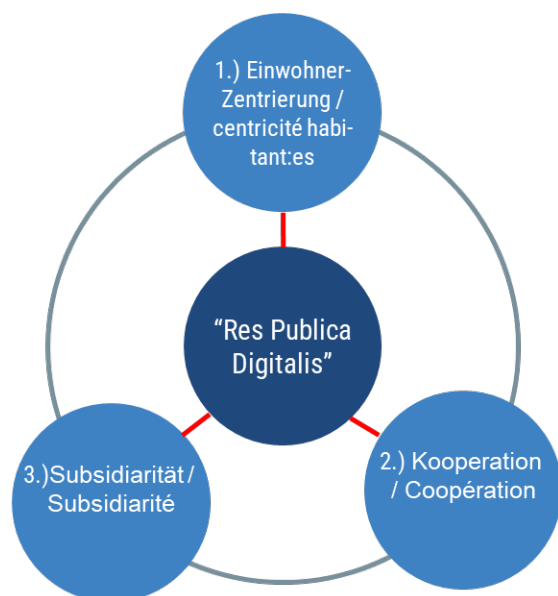 1.) Einwohner-
Zentrierung /
centricité habi-
tant:es
“Res Publica
Digitalis”
2.) Kooperation
/ Coopération
3.)Subsidiarität /
Subsidiarité